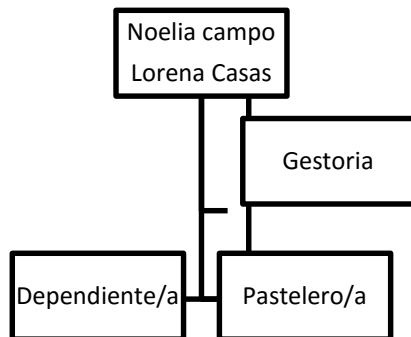 Noelia campo
Lorena Casas
Gestoria
Dependiente/a
Pastelero/a